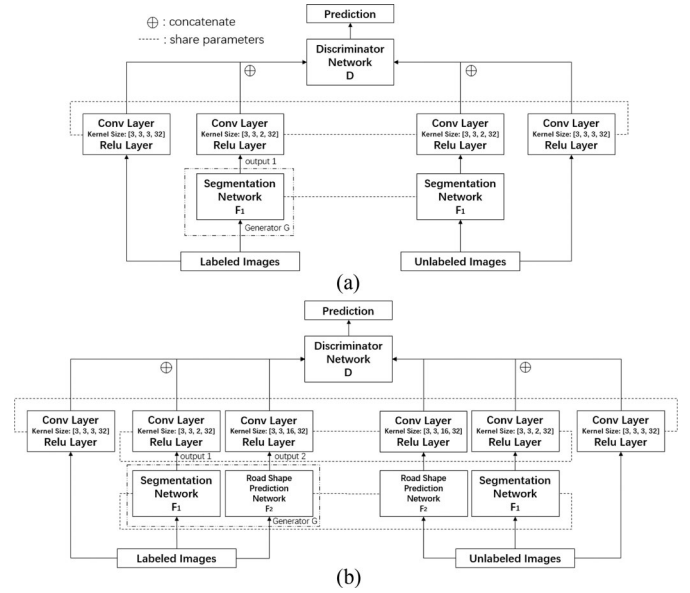 Prediction
⊕ : concatenate
------ : share parameters
Discriminator
Network
D
⊕ ⊕
Conv Layer Conv Layer Conv Layer Conv Layer
Kernel Size: [3, 3, 3, 32] Kernel Size: [3, 3, 2, 32] Kernel Size: [3, 3, 2, 32] Kernel Size: [3, 3, 3, 32]
Relu Layer Relu Layer Relu Layer Relu Layer
output 1
Segmentation Segmentation
Network Network
F1 F1
Generator G
Labeled Images Unlabeled Images
(a)
Prediction
Discriminator
Network
D
⊕ ⊕
Conv Layer Conv Layer Conv Layer Conv Layer Conv Layer Conv Layer
Kernel Size: [3, 3, 3, 32] Kernel Size: [3, 3, 2, 32] Kernel Size: [3, 3, 16, 32] Kernel Size: [3, 3, 16, 32] Kernel Size: [3, 3, 2, 32] Kernel Size: [3, 3, 3, 32]
Relu Layer Relu Layer Relu Layer Relu Layer Relu Layer Relu Layer
output 1 output 2
Segmentation Road Shape Road Shape Segmentation
Network Prediction Prediction Network
F1 Network Network F1
F2 F2
Generator G
Labeled Images Unlabeled Images
(b)